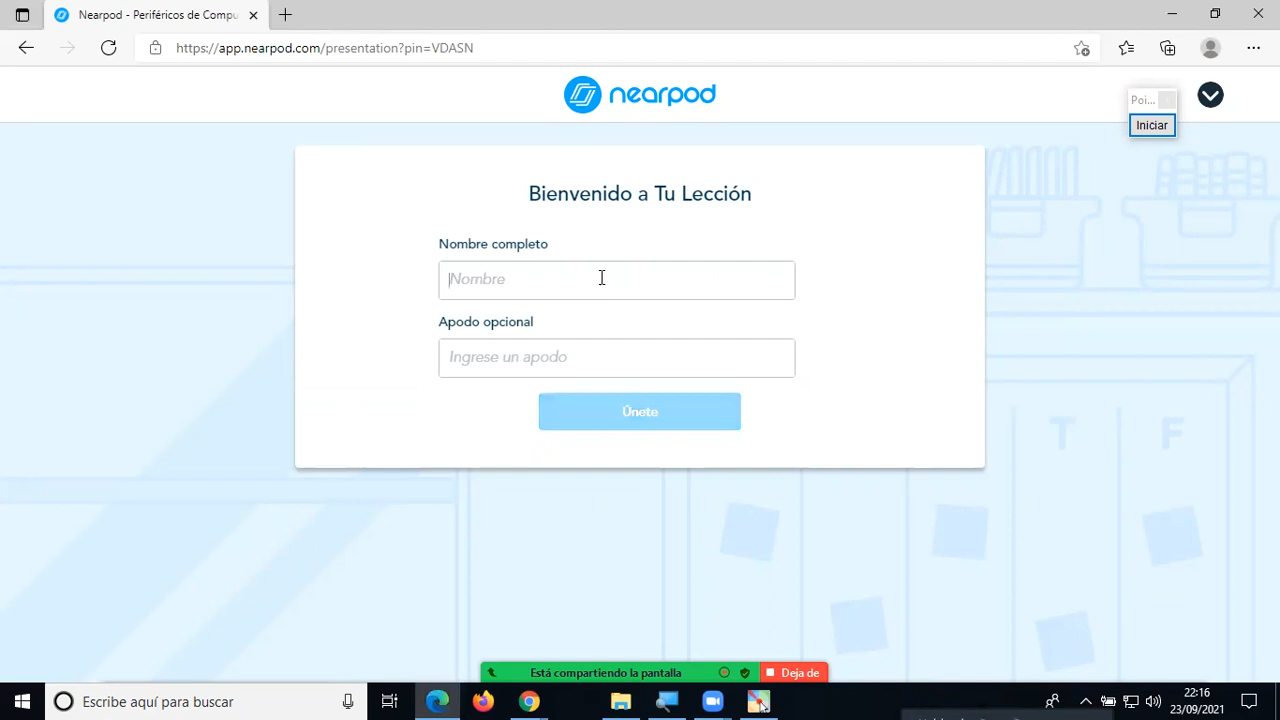 Nearpod - Periféricos de Compu
https://app.nearpod.com/presentation?pin=VDASN
nearpod
Poi...
Iniciar
Bienvenido a Tu Lección
Nombre completo
Nombre
Apodo opcional
Ingrese un apodo
Únete
T F
Está compartiendo la pantalla
Deja de
Escribe aquí para buscar
22:16
23/09/2021